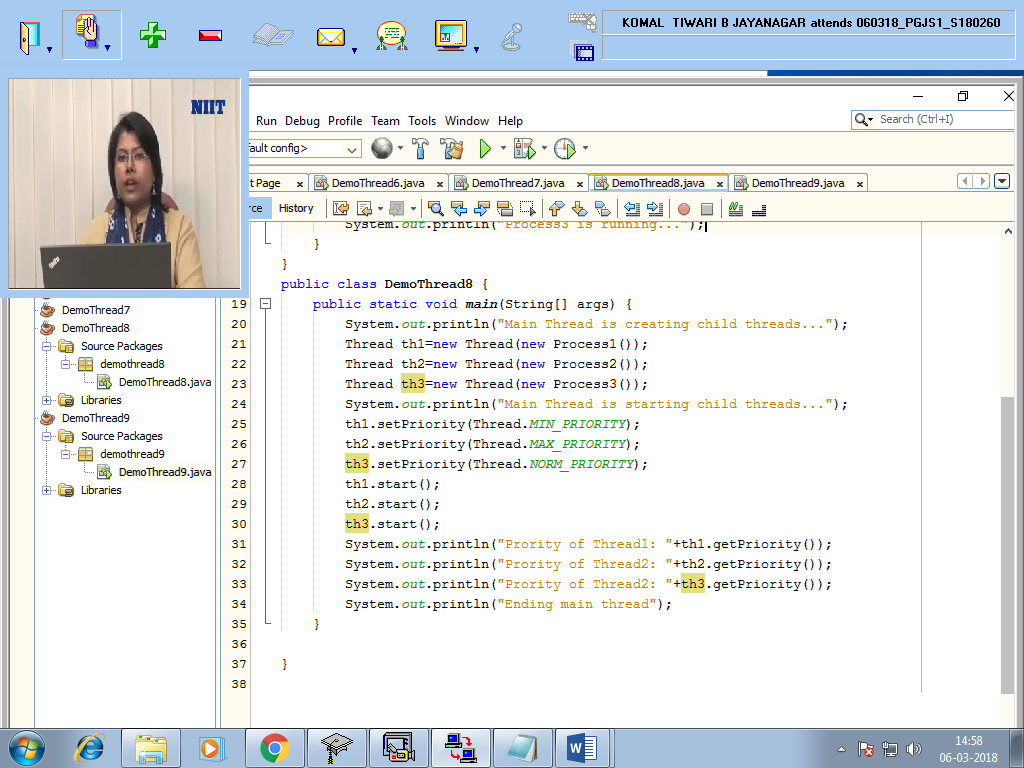 KOMAL TIWARI B JAYANAGAR attends 060318_PGJS1_S180260
NIIT
Run Debug Profile Team Tools Window Help
Search (Ctrl+I)
ault config>
t Page DemoThread6.java DemoThread7.java DemoThread8.java DemoThread9.java
ce History
System.out.println("Process3 is running...");
}
}
public class DemoThread8 {
19 public static void main(String[] args) {
20 System.out.println("Main Thread is creating child threads...");
21 Thread th1=new Thread(new Process1());
22 Thread th2=new Thread(new Process2());
23 Thread th3=new Thread(new Process3());
24 System.out.println("Main Thread is starting child threads...");
25 th1.setPriority(Thread.MIN_PRIORITY);
26 th2.setPriority(Thread.MAX_PRIORITY);
27 th3.setPriority(Thread.NORM_PRIORITY);
28 th1.start();
29 th2.start();
30 th3.start();
31 System.out.println("Prority of Thread1: "+th1.getPriority());
32 System.out.println("Prority of Thread2: "+th2.getPriority());
33 System.out.println("Prority of Thread2: "+th3.getPriority());
34 System.out.println("Ending main thread");
35 }
36
37 }
38
DemoThread7
DemoThread8
Source Packages
demothread8
DemoThread8.java
Libraries
DemoThread9
Source Packages
demothread9
DemoThread9.java
Libraries
14:58
06-03-2018